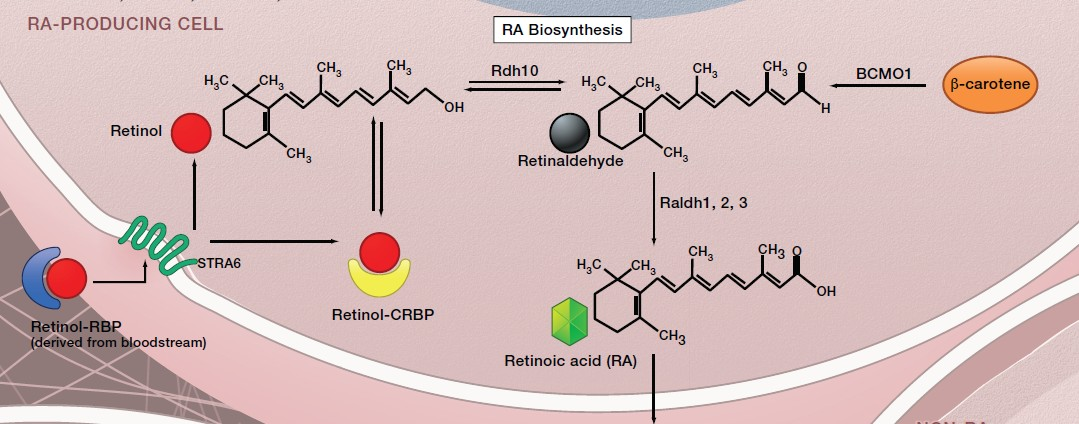 RA-PRODUCING CELL
RA Biosynthesis
H₃C
CH₃
CH₃
CH₃
OH
CH₃
Retinol
Rdh10
H₃C
CH₃
CH₃
CH₃
O
H
CH₃
Retinaldehyde
BCMO1
β-carotene
Raldh1, 2, 3
STRA6
Retinol-RBP
(derived from bloodstream)
Retinol-CRBP
H₃C
CH₃
CH₃
CH₃
O
OH
CH₃
Retinoic acid (RA)